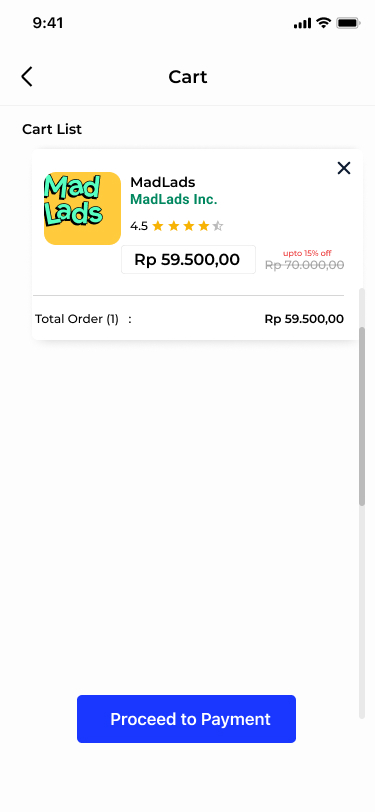 9:41
Cart
Cart List
Mad
Lads
MadLads
MadLads Inc.
4.5
Rp 59.500,00
upto 15% off
Rp 70.000,00
Total Order (1) :
Rp 59.500,00
Proceed to Payment